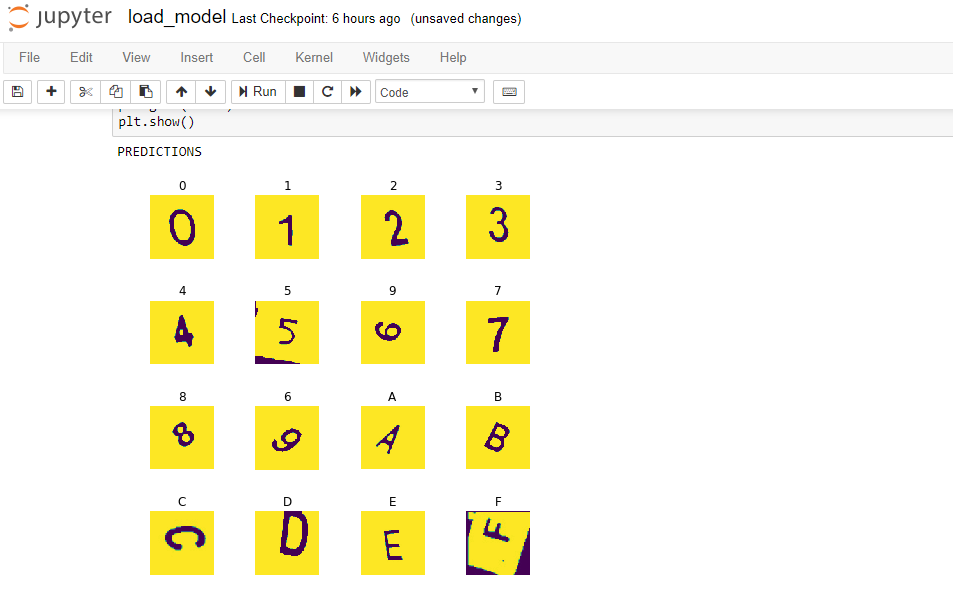 jupyter load_model Last Checkpoint: 6 hours ago (unsaved changes)
File Edit View Insert Cell Kernel Widgets Help
Run Code
plt.show()
PREDICTIONS
0 1 2 3
0 1 2 3
4 5 9 7
4 5 6 7
8 6 A B
8 9 A B
C D E F
C D E F